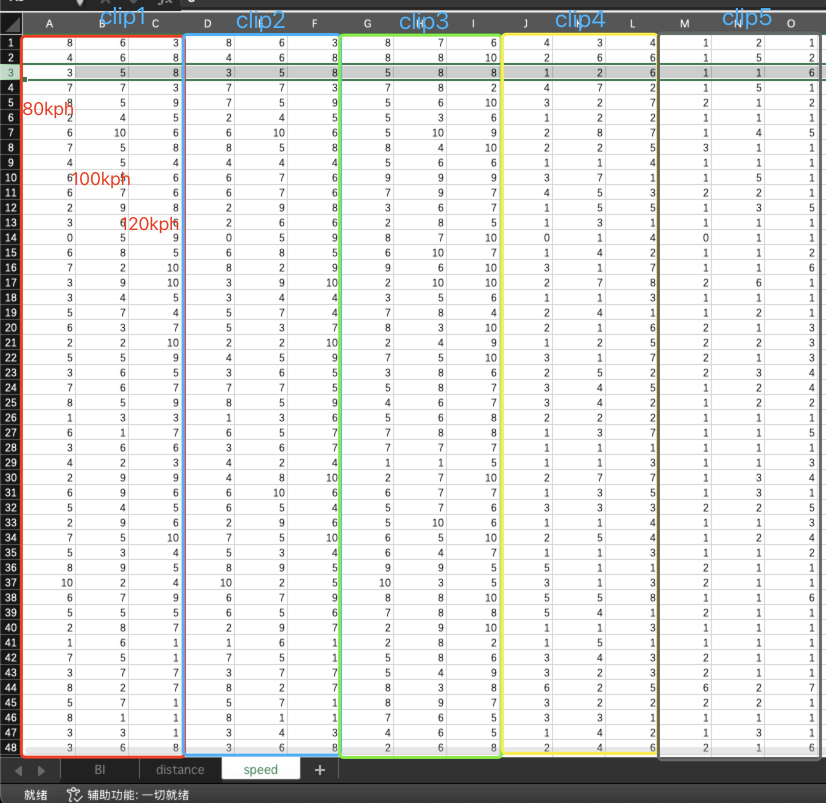 clip1 clip2 clip3 clip4 clip5
A B C D E F G H I J K L M N O
1 8 6 3 8 6 3 8 7 6 4 3 4 1 2 1
2 4 6 8 4 6 8 8 8 10 2 6 6 1 5 2
3 3 5 8 3 5 8 5 8 8 1 2 6 1 1 6
4 7 7 3 7 7 3 7 8 2 4 7 2 1 5 1
5 8 5 9 7 5 9 5 6 10 3 2 7 2 1 2
80kph
6 2 4 5 2 4 5 5 3 6 1 2 2 1 1 1
7 6 10 6 6 10 6 5 10 9 2 8 7 1 4 5
8 7 5 8 8 5 8 8 4 10 2 2 5 3 1 1
9 4 5 4 4 4 4 5 6 6 1 1 4 1 1 1
10 6 6 6 7 6 9 9 9 3 7 1 1 5 1
100kph
11 6 7 6 6 7 6 7 9 7 4 5 3 2 2 1
12 2 9 8 2 9 8 3 6 7 1 5 5 1 3 5
13 3 6 6 2 6 6 2 8 5 1 3 1 1 1 1
120kph
14 0 5 9 0 5 9 8 7 10 0 1 4 0 1 1
15 6 8 5 6 8 5 6 10 7 1 4 2 1 1 2
16 7 2 10 8 2 9 9 6 10 3 1 7 1 1 6
17 3 9 10 3 9 10 2 10 10 2 7 8 2 6 1
18 3 4 5 3 4 4 3 5 6 1 1 3 1 1 1
19 5 7 4 5 7 4 7 8 4 2 4 1 1 1 1
20 6 3 7 5 3 7 8 3 10 2 1 6 2 1 3
21 2 2 10 2 2 10 2 4 9 1 2 5 2 2 3
22 5 5 9 4 5 9 7 5 10 3 1 7 2 1 3
23 3 6 5 3 6 5 3 8 6 2 5 2 2 3 4
24 7 6 7 7 7 5 5 8 7 3 4 5 1 2 4
25 8 5 9 8 5 9 4 6 7 3 4 2 1 2 2
26 1 3 3 1 3 6 5 6 8 2 2 2 1 1 1
27 6 1 7 6 5 7 7 8 8 1 3 7 1 1 5
28 3 6 6 3 6 7 7 7 7 1 1 1 1 1 1
29 4 2 3 4 2 4 1 1 5 1 1 3 1 1 3
30 2 9 9 4 8 10 2 7 10 2 7 7 1 3 4
31 6 9 6 6 10 6 6 7 7 1 3 5 1 3 1
32 5 4 5 6 5 4 5 7 6 3 3 3 2 2 5
33 2 9 6 2 9 6 5 10 6 1 1 4 1 1 3
34 7 5 10 7 5 10 6 5 10 2 5 4 1 2 4
35 5 3 4 5 3 4 6 4 7 1 1 3 1 1 2
36 8 9 5 8 9 5 9 9 5 5 1 1 2 1 1
37 10 2 4 10 2 5 10 3 5 3 1 3 2 1 1
38 6 7 9 6 7 9 8 8 10 5 5 8 1 1 6
39 5 5 5 6 5 6 7 8 8 5 4 1 2 1 1
40 2 8 7 2 9 7 2 9 10 1 1 3 1 1 1
41 1 6 1 1 6 1 2 8 2 1 5 1 1 1 1
42 7 5 1 7 5 1 5 8 6 3 4 3 2 1 1
43 3 7 7 3 7 7 5 4 9 3 2 3 2 1 1
44 8 2 7 8 2 7 8 3 8 6 2 5 6 2 7
45 5 7 1 5 7 1 8 9 7 3 2 2 2 1 1
46 8 1 1 8 1 1 7 6 5 3 3 1 1 1 1
47 3 3 1 3 4 3 4 6 5 1 4 2 1 3 1
48 3 6 8 3 6 8 2 6 8 2 4 6 2 1 6
BI distance speed +
就绪 辅助功能: 一切就绪